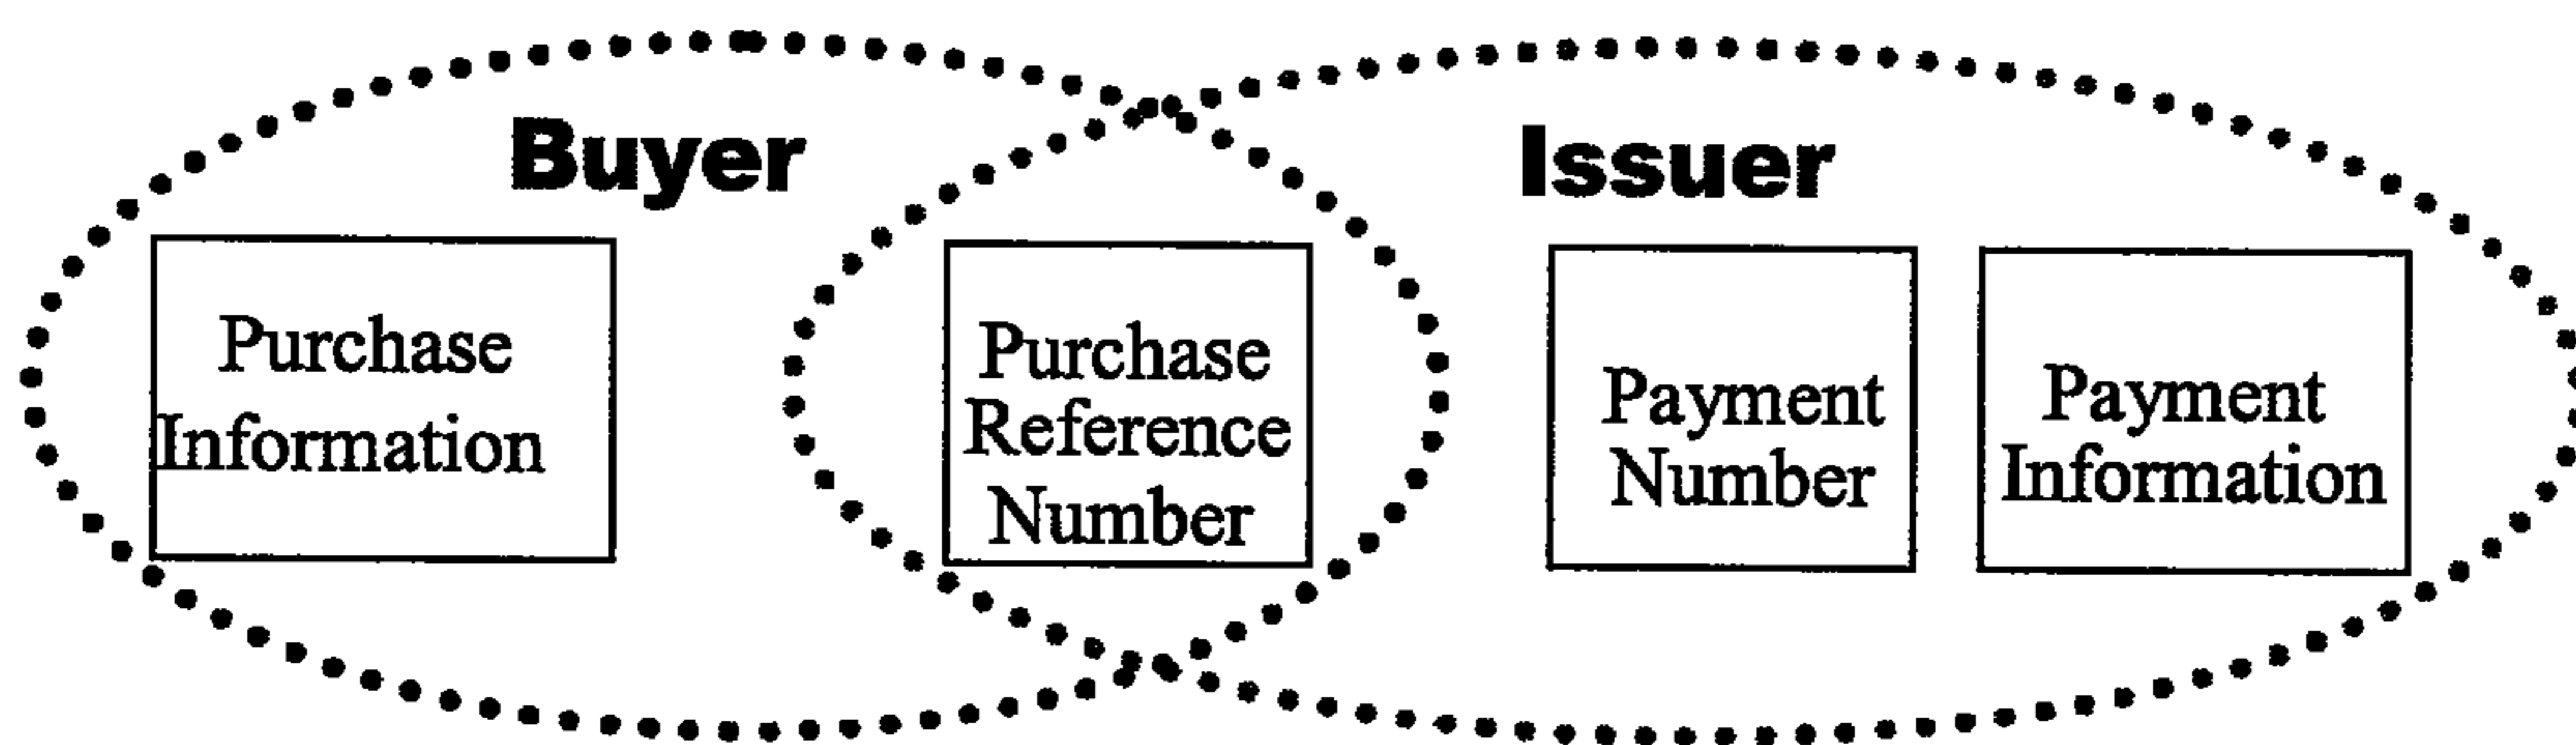 Buyer
Issuer
Purchase
Information
Purchase
Reference
Number
Payment
Number
Payment
Information